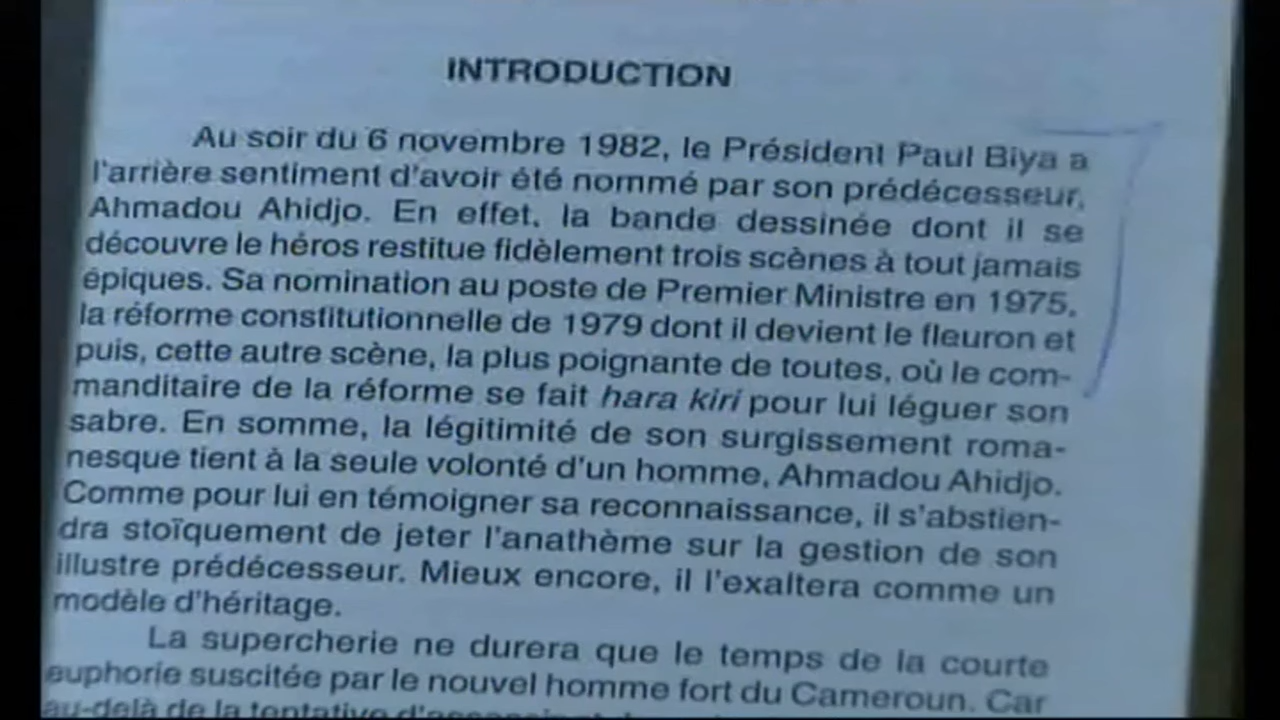 INTRODUCTION
Au soir du 6 novembre 1982, le Président Paul Biya a
l'arrière sentiment d'avoir été nommé par son prédécesseur,
Ahmadou Ahidjo. En effet, la bande dessinée dont il se
découvre le héros restitue fidèlement trois scènes à tout jamais
épiques. Sa nomination au poste de Premier Ministre en 1975,
la réforme constitutionnelle de 1979 dont il devient le fleuron et
puis, cette autre scène, la plus poignante de toutes, où le com-
manditaire de la réforme se fait hara kiri pour lui léguer son
sabre. En somme, la légitimité de son surgissement roma-
nesque tient à la seule volonté d'un homme, Ahmadou Ahidjo.
Comme pour lui en témoigner sa reconnaissance, il s'abstien-
dra stoïquement de jeter l'anathème sur la gestion de son
illustre prédécesseur. Mieux encore, il l'exaltera comme un
modèle d'héritage.
La supercherie ne durera que le temps de la courte
euphorie suscitée par le nouvel homme fort du Cameroun. Car
au-delà de la tentative